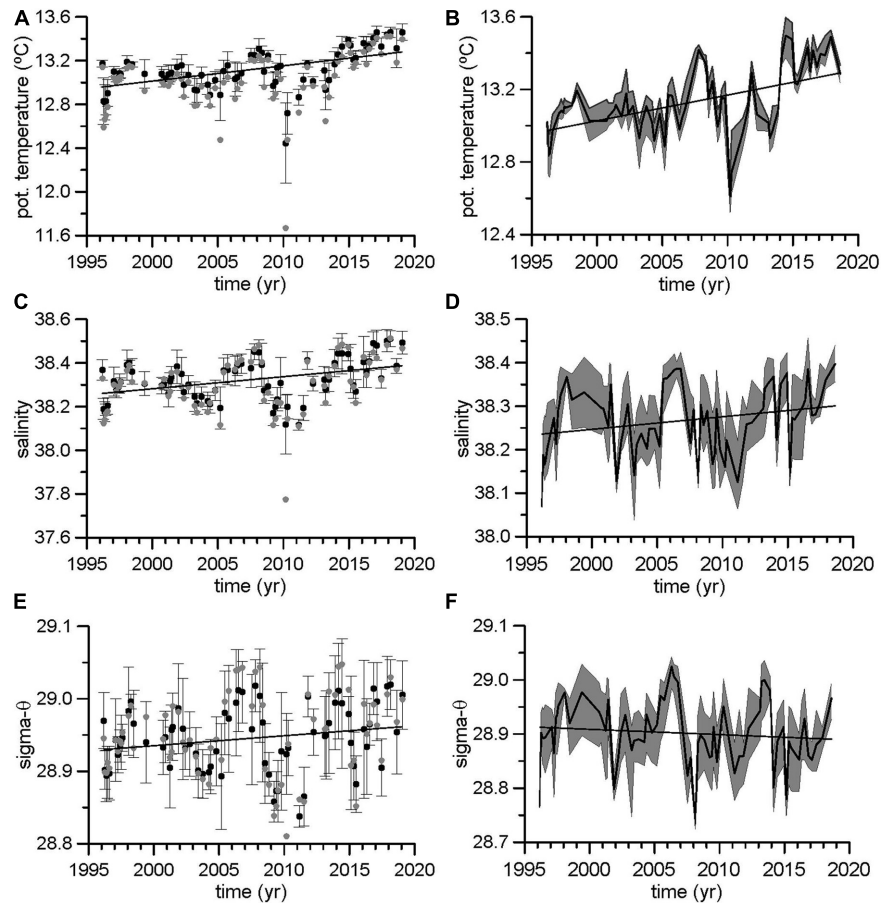 A
13.6
13.2
12.8
12.4
12.0
11.6
pot. temperature (ºC)
1995 2000 2005 2010 2015 2020
time (yr)
B
13.6
13.2
12.8
12.4
pot. temperature (ºC)
1995 2000 2005 2010 2015 2020
time (yr)
C
38.6
38.4
38.2
38.0
37.8
37.6
salinity
1995 2000 2005 2010 2015 2020
time (yr)
D
38.5
38.4
38.3
38.2
38.1
38.0
salinity
1995 2000 2005 2010 2015 2020
time (yr)
E
29.1
29.0
28.9
28.8
sigma-θ
1995 2000 2005 2010 2015 2020
time (yr)
F
29.1
29.0
28.9
28.8
28.7
sigma-θ
1995 2000 2005 2010 2015 2020
time (yr)